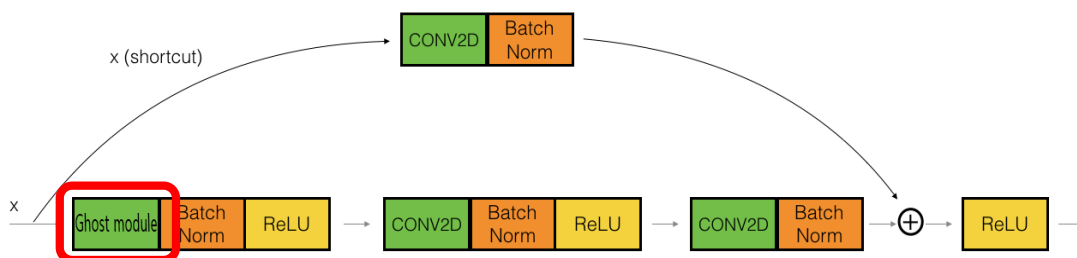 CONV2D
Batch
Norm
x (shortcut)
x
Ghost module
Batch
Norm
ReLU
CONV2D
Batch
Norm
ReLU
CONV2D
Batch
Norm
ReLU